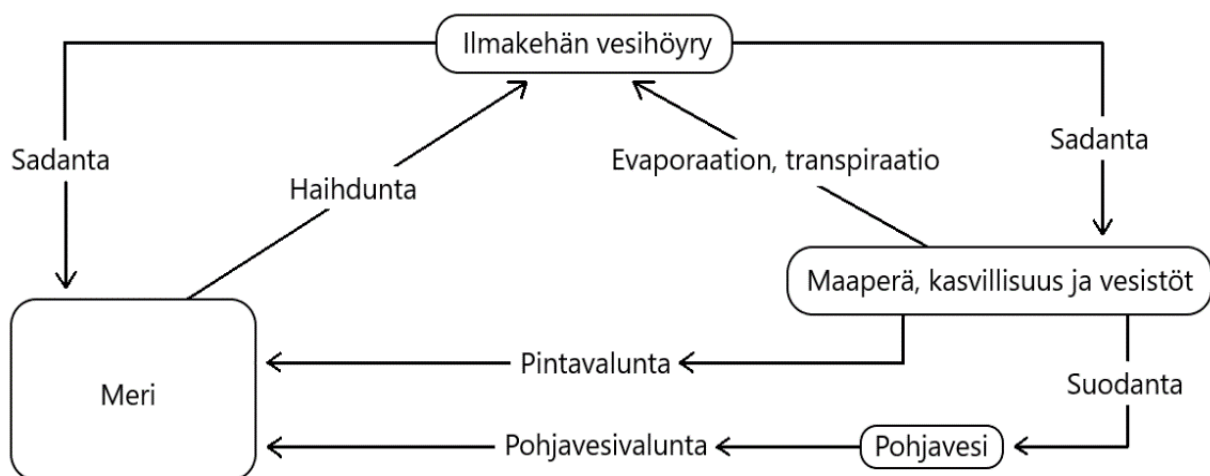 Ilmakehän vesihöyry
Sadanta
Haihdunta
Evaporaation, transpiraatio
Sadanta
Maaperä, kasvillisuus ja vesistöt
Meri
Pintavalunta
Suodanta
Pohjavesivalunta
Pohjavesi